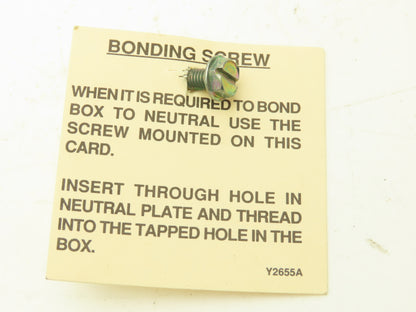 BONDING SCREW
WHEN IT IS REQUIRED TO BOND
BOX TO NEUTRAL USE THE
SCREW MOUNTED ON THIS
CARD.
INSERT THROUGH HOLE IN
NEUTRAL PLATE AND THREAD
INTO THE TAPPED HOLE IN THE
BOX.
Y2655A